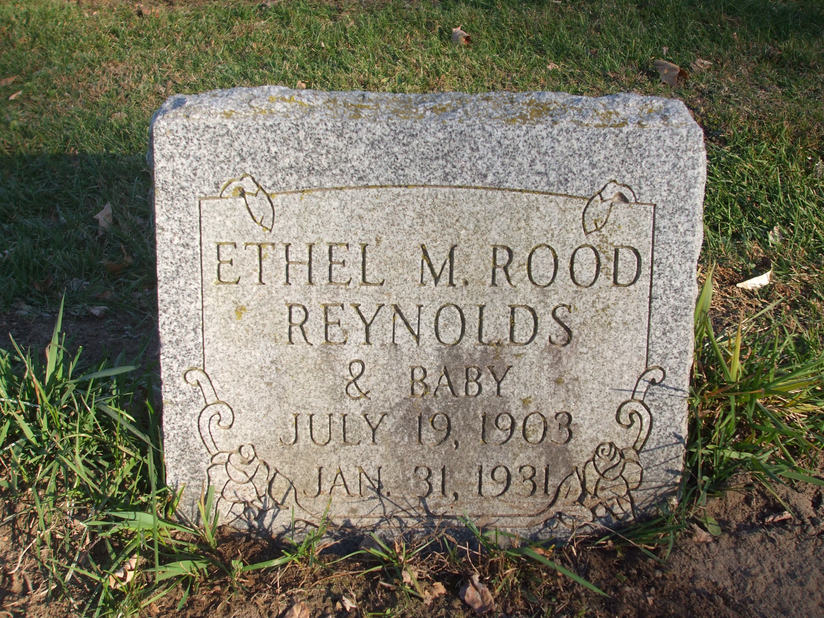 ETHEL M. ROOD
REYNOLDS
& BABY
JULY 19, 1903
JAN. 31, 1931